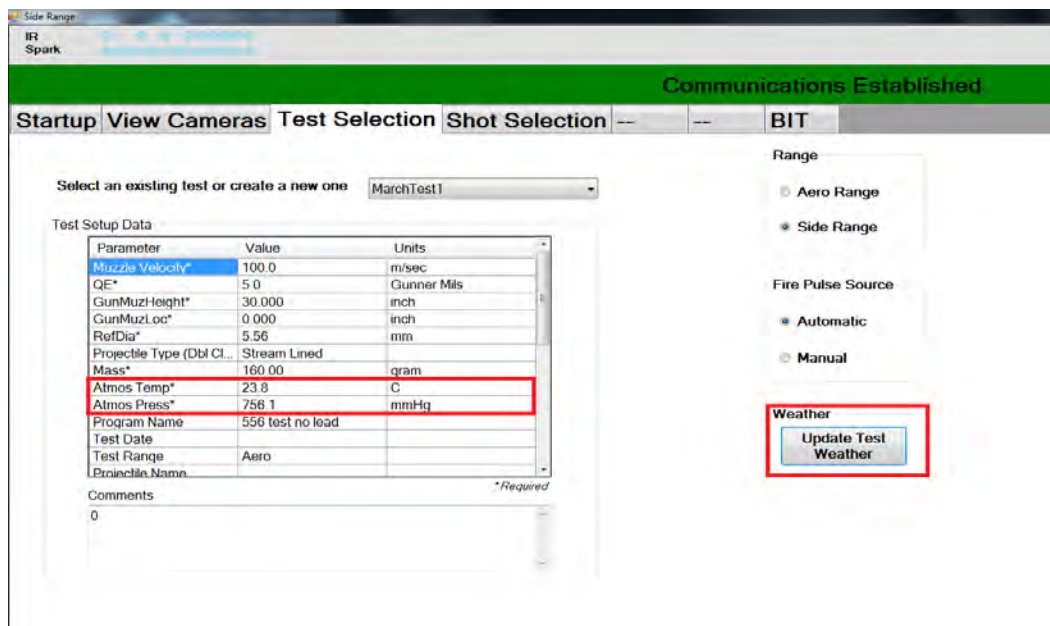 Side Range
IR
Spark
Communications Established
Startup View Cameras Test Selection Shot Selection -- -- BIT
Range
Select an existing test or create a new one MarchTest1
Aero Range
Test Setup Data
Side Range
Parameter Value Units
Muzzle Velocity* 100.0 m/sec
QE* 5.0 Gunner Mils
Fire Pulse Source
GunMuzHeight* 30.000 inch
GunMuzLoc* 0.000 inch
Automatic
RefDia* 5.56 mm
Projectile Type (Dbl Cl... Stream Lined
Manual
Mass* 160.00 gram
Atmos Temp* 23.8 C
Atmos Press* 756.1 mmHg
Weather
Program Name 556 test no lead
Update Test
Weather
Test Date
Test Range Aero
Projectile Name
*Required
Comments
0